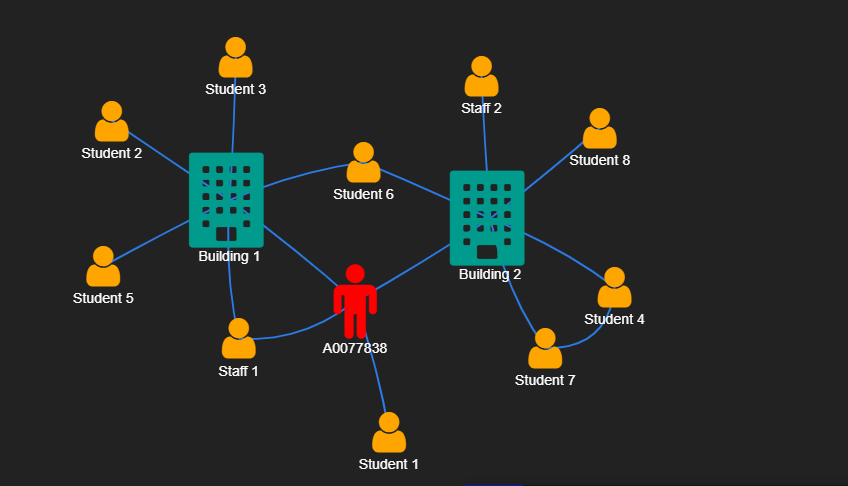 Student 3
Staff 2
Student 2
Student 8
Student 6
Building 1
Building 2
Student 5
Student 4
A0077838
Staff 1
Student 7
Student 1